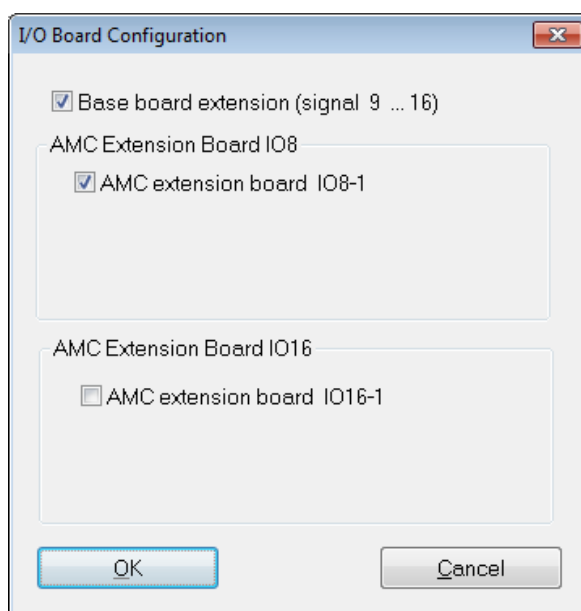 I/O Board Configuration
Base board extension (signal 9 ... 16)
AMC Extension Board IO8
AMC extension board IO8-1
AMC Extension Board IO16
AMC extension board IO16-1
OK
Cancel